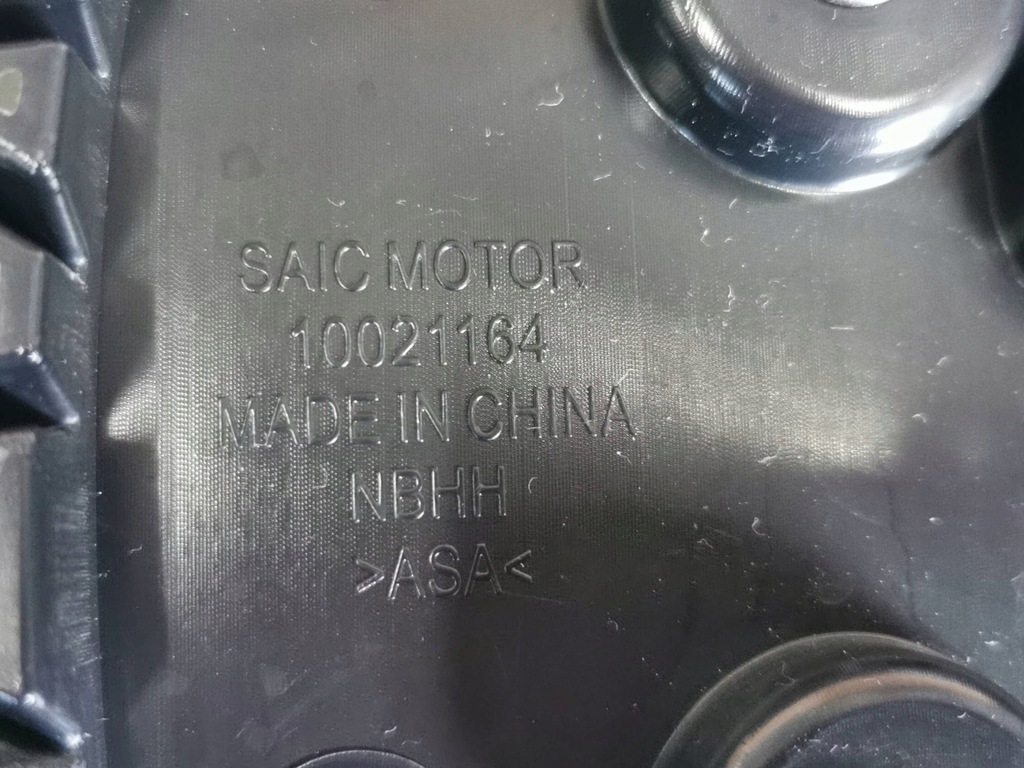 SAIC MOTOR
10021164
MADE IN CHINA
NBHH
>ASA<